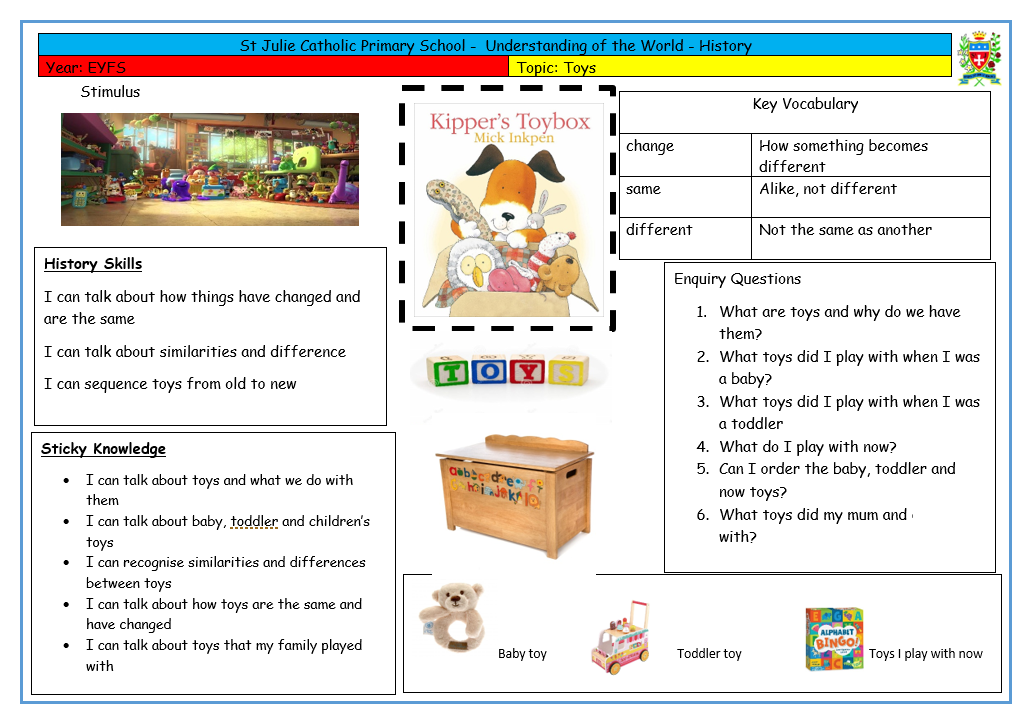 St Julie Catholic Primary School -  Understanding of the World - History
Year: EYFS
Topic: Toys
Stimulus
Kipper's Toybox
Mick Inkpen
Key Vocabulary
change
How something becomes
different
same
Alike, not different
different
Not the same as another
History Skills
I can talk about how things have changed and
are the same
I can talk about similarities and difference
I can sequence toys from old to new
Enquiry Questions
1. What are toys and why do we have
them?
2. What toys did I play with when I was
a baby?
3. What toys did I play with when I was
a toddler
4. What do I play with now?
5. Can I order the baby, toddler and
now toys?
6. What toys did my mum and
with?
TOYS
Sticky Knowledge
• I can talk about toys and what we do with
them
• I can talk about baby, toddler and children's
toys
• I can recognise similarities and differences
between toys
• I can talk about how toys are the same and
have changed
• I can talk about toys that my family played
with
Baby toy
Toddler toy
ALPHABET
BINGO!
Toys I play with now